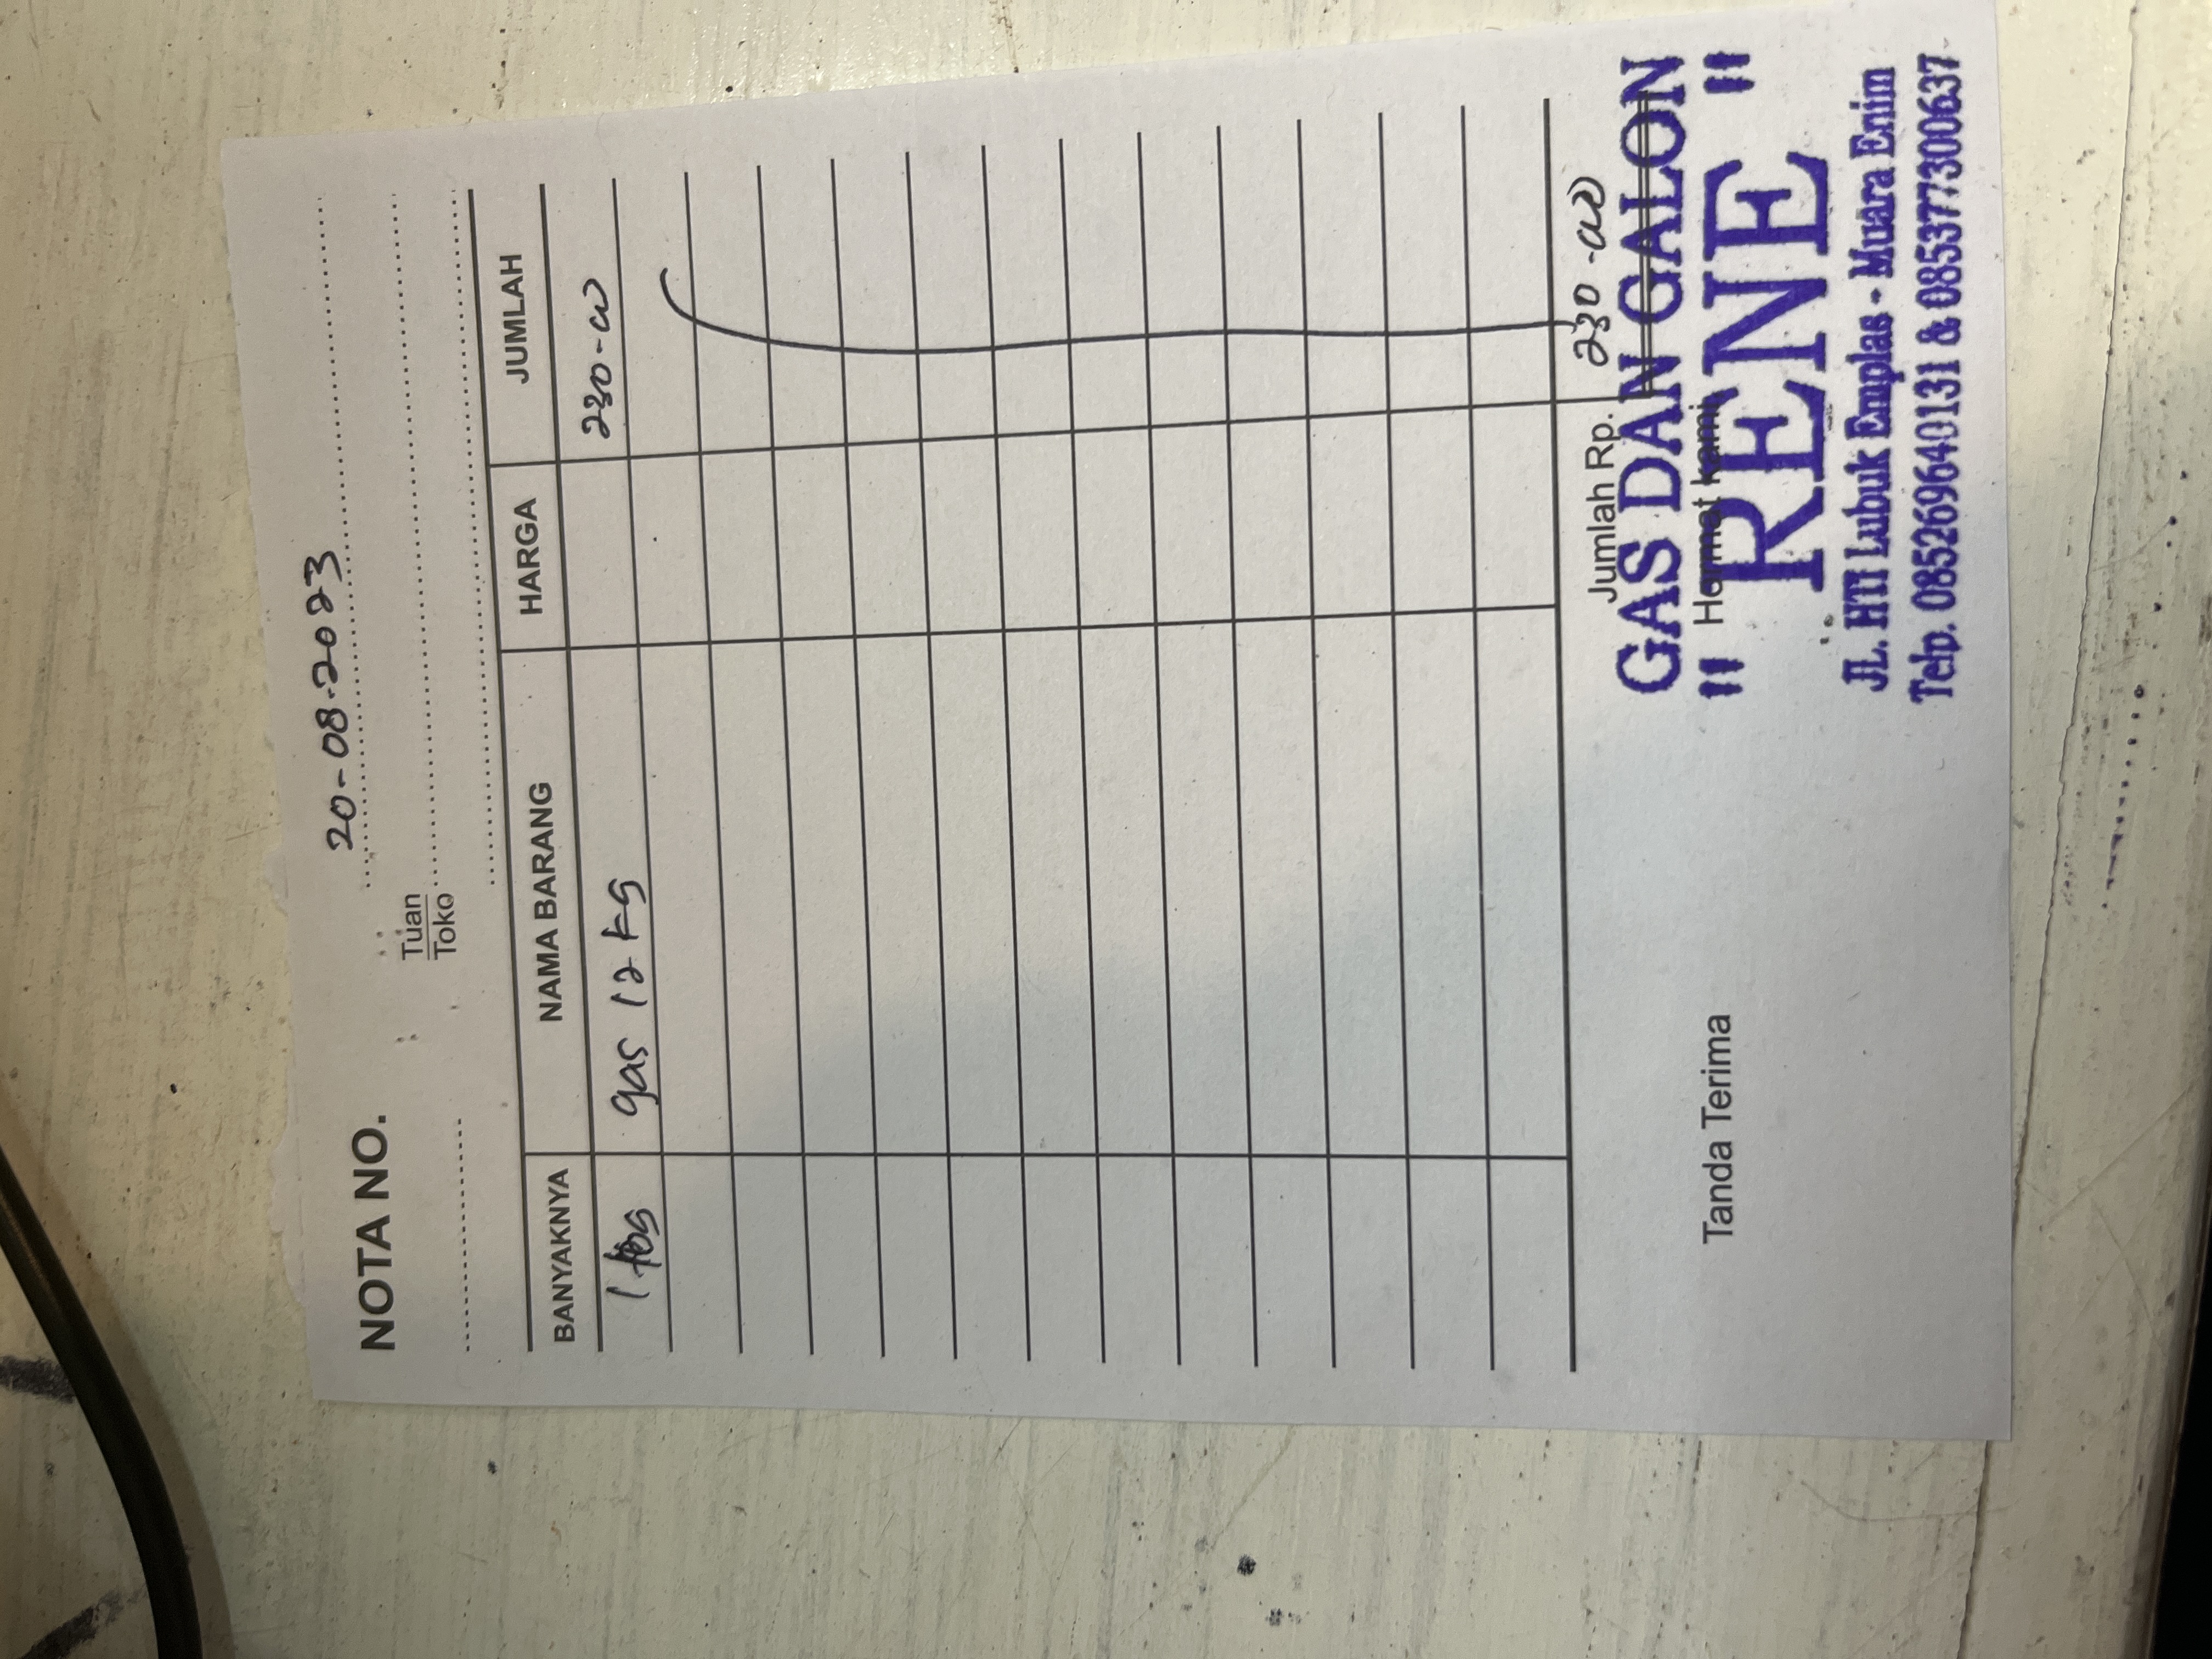 20-08-2023
NOTA NO.
Tuan
Toko
BANYAKNYA NAMA BARANG HARGA JUMLAH
1 tbg gas 12 kg 230-000
Jumlah Rp. 230-000
GAS DAN GALON
Hormat kami,
" RENE "
JL. HTI Lubuk Emplas - Muara Enim
Telp. 085269640131 & 085377300637
Tanda Terima